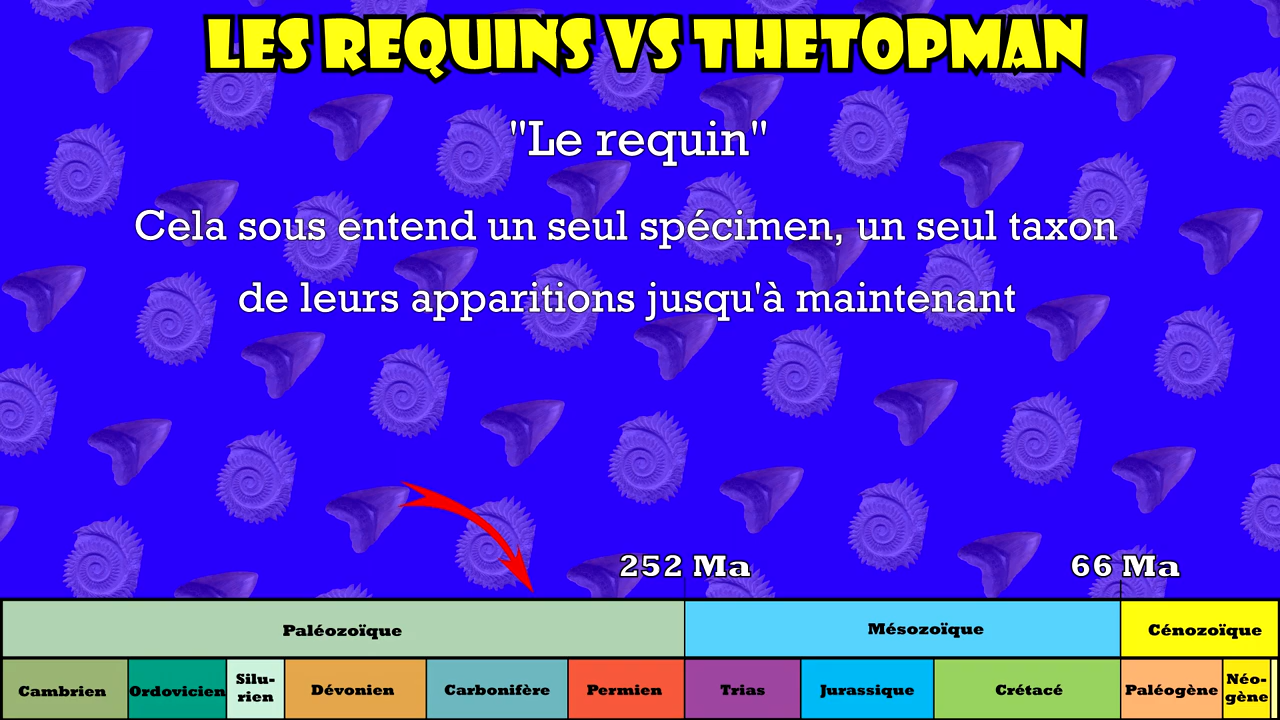 LES REQUINS VS THETOPMAN
"Le requin"
Cela sous entend un seul spécimen, un seul taxon
de leurs apparitions jusqu'à maintenant
252 Ma
66 Ma
Paléozoïque
Mésozoïque
Cénozoïque
Cambrien
Ordovicien
Silu-
rien
Dévonien
Carbonifère
Permien
Trias
Jurassique
Crétacé
Paléogène
Néo-
gène